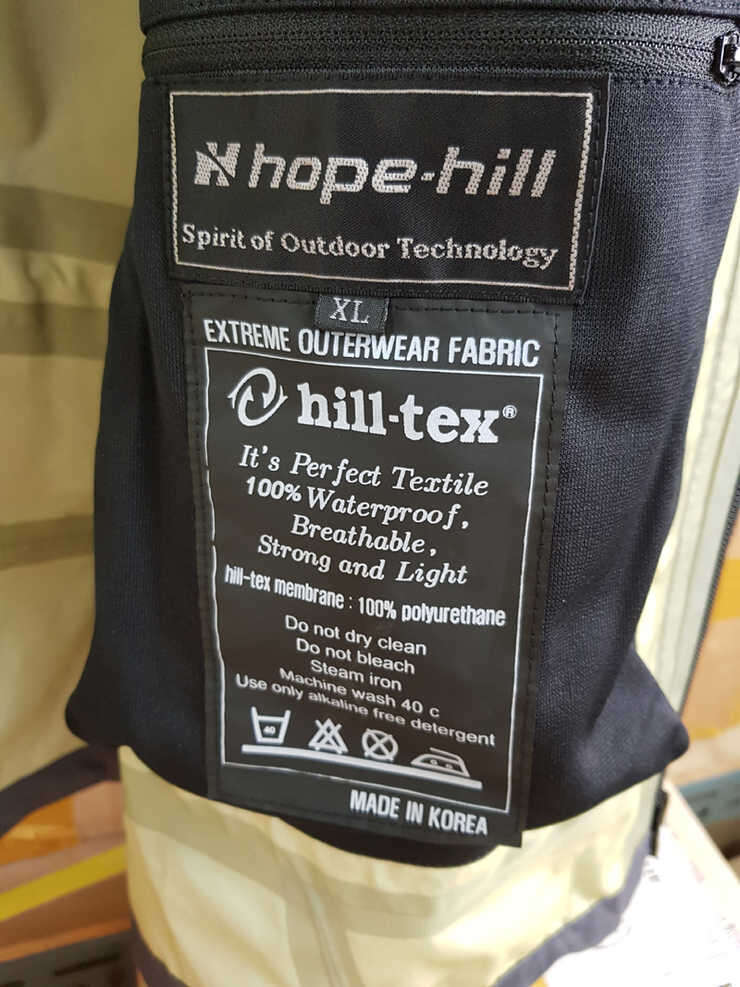 hope-hill
Spirit of Outdoor Technology
XL
EXTREME OUTERWEAR FABRIC
hill-tex®
It's Perfect Textile
100% Waterproof,
Breathable,
Strong and Light
hill-tex membrane : 100% polyurethane
Do not dry clean
Do not bleach
Steam iron
Machine wash 40 c
Use only alkaline free detergent
40
MADE IN KOREA